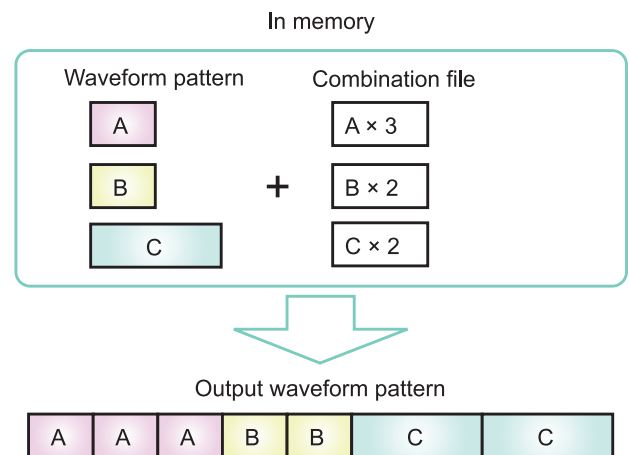 In memory
Waveform pattern Combination file
A A × 3
B + B × 2
C C × 2
Output waveform pattern
A A A B B C C